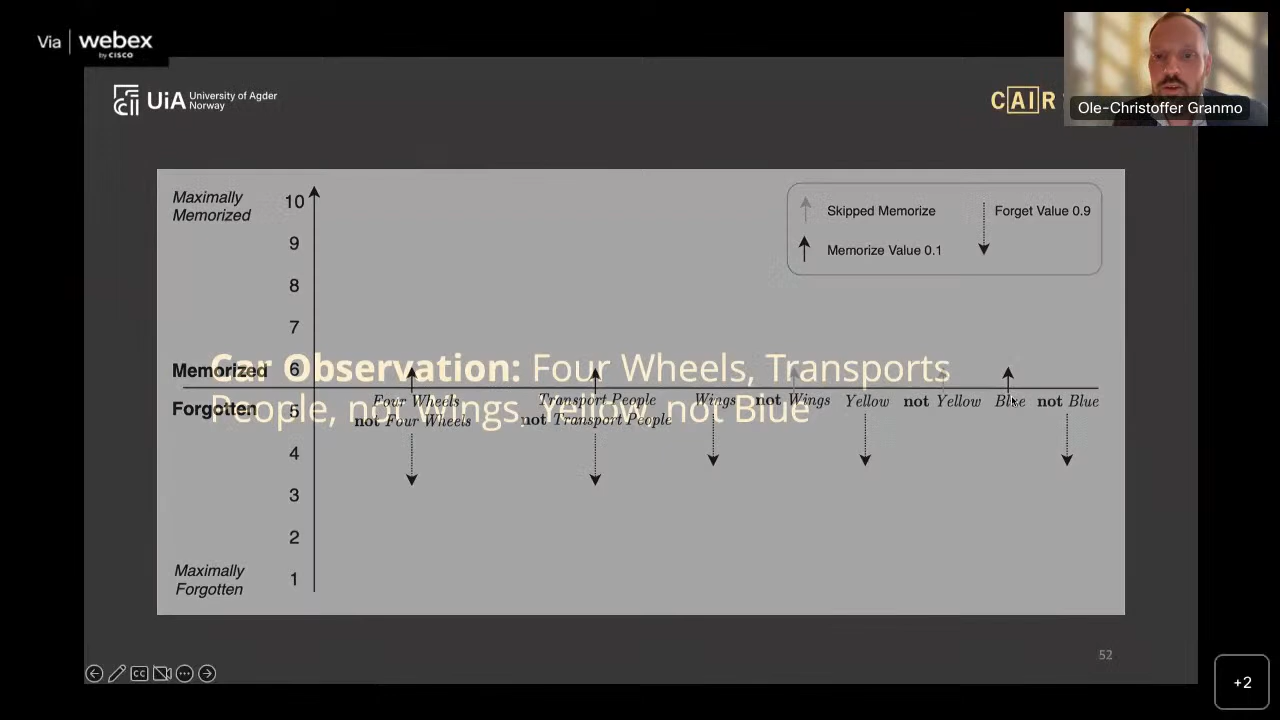 Via webex
by CISCO
UiA University of Agder
Norway
CAIR
Ole-Christoffer Granmo
Maximally
Memorized
10
9
8
7
Memorized 6
Forgotten 5
4
3
2
1
Maximally
Forgotten
Skipped Memorize
Forget Value 0.9
Memorize Value 0.1
Car Observation: Four Wheels, Transports
People, not Wings, Yellow, not Blue
Four Wheels
not Four Wheels
Transport People
not Transport People
Wings
not Wings
Yellow
not Yellow
Blue
not Blue
52
CC
+2